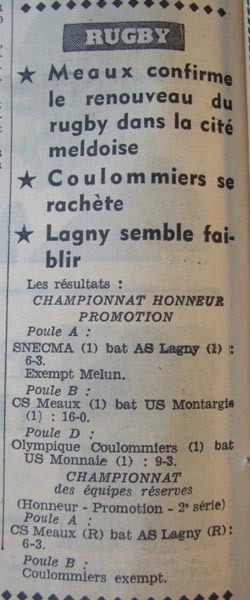 RUGBY
★ Meaux confirme
le renouveau du
rugby dans la cité
meldoise
★ Coulommiers se
rachète
★ Lagny semble fai-
blir
Les résultats :
CHAMPIONNAT HONNEUR
PROMOTION
Poule A :
SNECMA (1) bat AS Lagny (1) :
6-3.
Exempt Melun.
Poule B :
CS Meaux (1) bat US Montargis
(1) : 16-0.
Poule D :
Olympique Coulommiers (1) bat
US Monnaie (1) : 9-3.
CHAMPIONNAT
des équipes réserves
(Honneur - Promotion - 2e série)
Poule A :
CS Meaux (R) bat AS Lagny (R) :
6-3.
Poule B :
Coulommiers exempt.